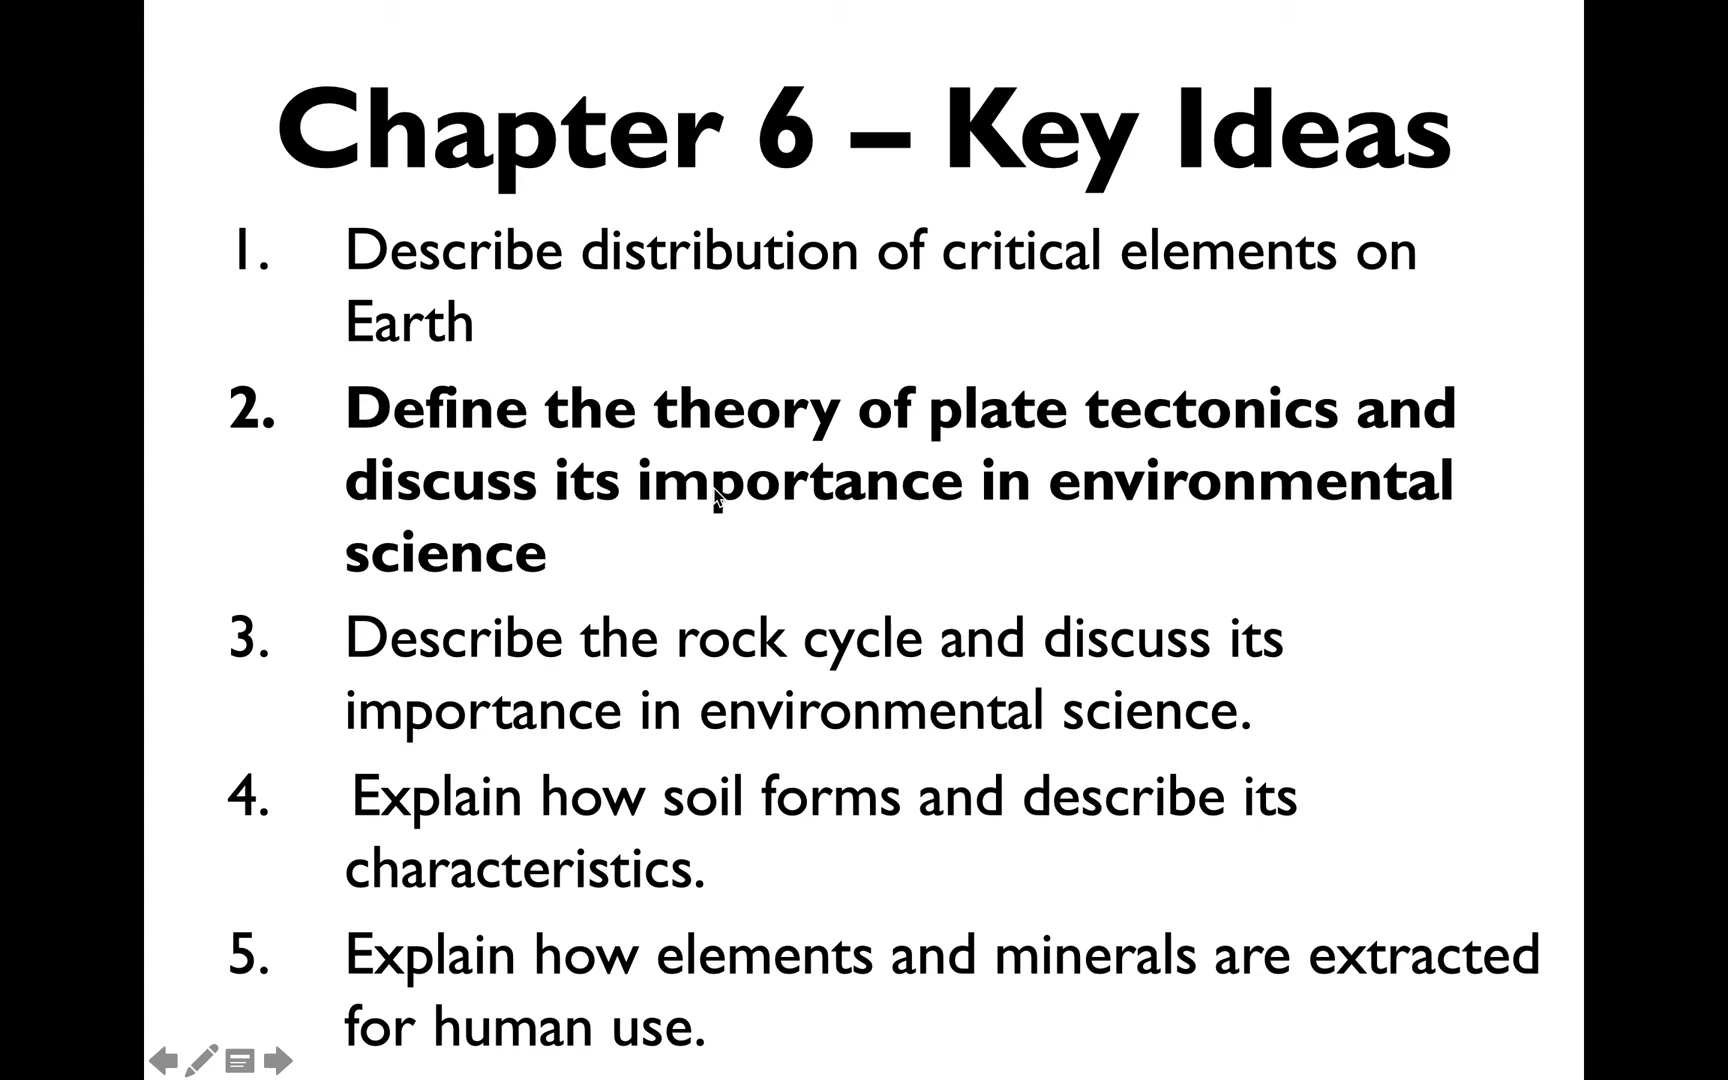 Chapter 6 – Key Ideas
1. Describe distribution of critical elements on
Earth
2. Define the theory of plate tectonics and
discuss its importance in environmental
science
3. Describe the rock cycle and discuss its
importance in environmental science.
4. Explain how soil forms and describe its
characteristics.
5. Explain how elements and minerals are extracted
for human use.